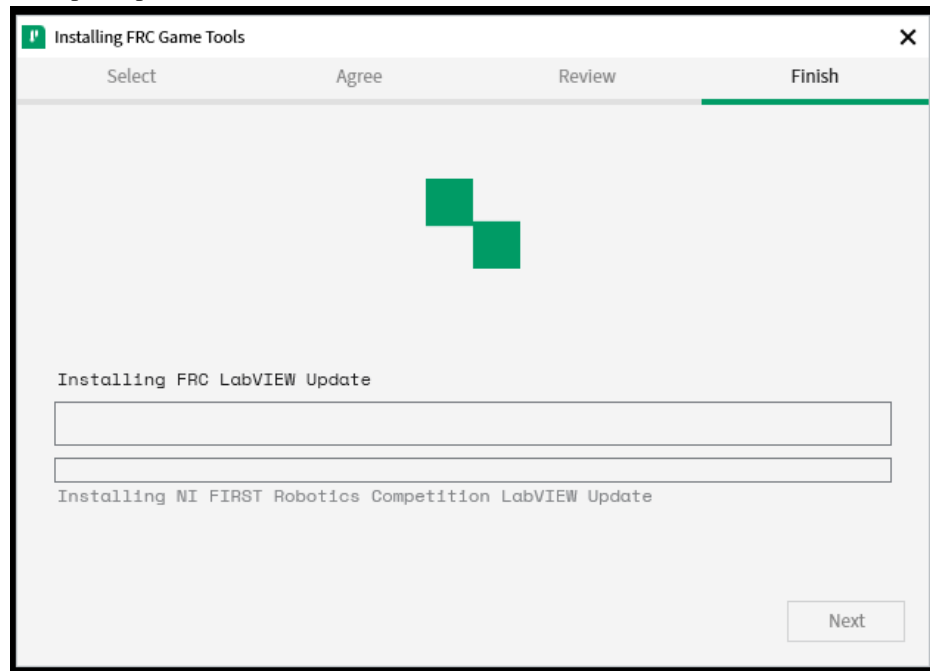 Installing FRC Game Tools
Select Agree Review Finish
Installing FRC LabVIEW Update
Installing NI FIRST Robotics Competition LabVIEW Update
Next